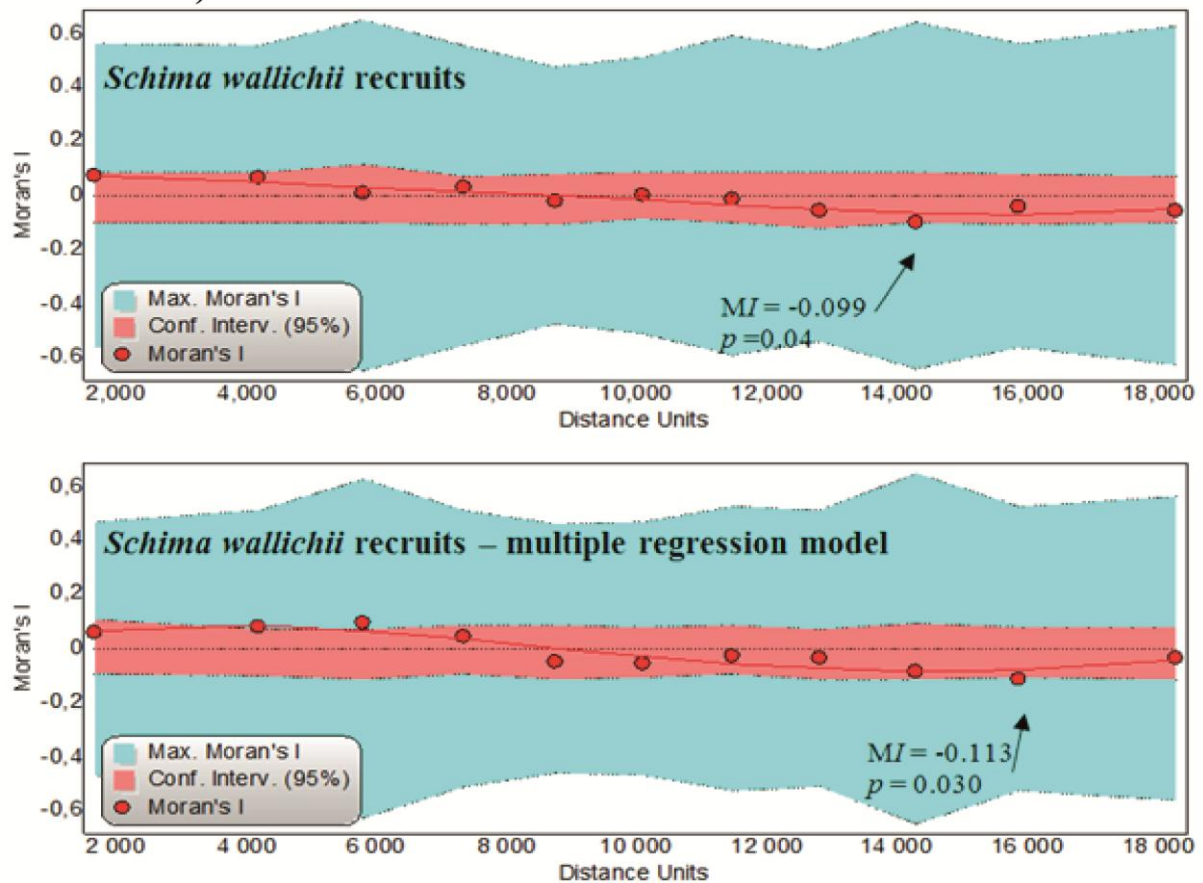 0.6
0.4
0.2
0
-0.2
-0.4
-0.6
Moran's I
Schima wallichii recruits
Max. Moran's I
Conf. Interv. (95%)
Moran's I
MI = -0.099
p =0.04
2,000 4,000 6,000 8,000 10,000 12,000 14,000 16,000 18,000
Distance Units
0,6
0,4
0,2
0
-0,2
-0,4
-0,6
Moran's I
Schima wallichii recruits – multiple regression model
Max. Moran's I
Conf. Interv. (95%)
Moran's I
MI = -0.113
p = 0.030
2 000 4 000 6 000 8 000 10 000 12 000 14 000 16 000 18 000
Distance Units